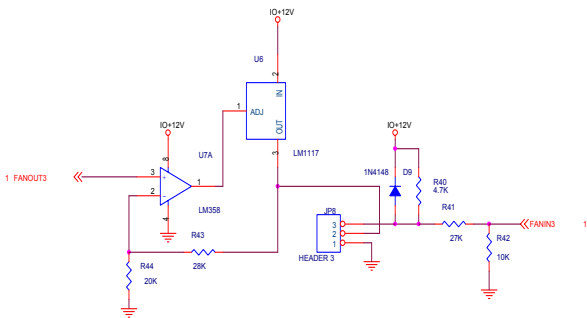 IO+12V
U6
2
IN
1
ADJ
OUT
3
LM1117
IO+12V
8
U7A
1 FANOUT3
3
+
2
-
1
4
LM358
R43
28K
R44
20K
IO+12V
1N4148
D9
R40
4.7K
JP8
3
2
1
HEADER 3
R41
27K
R42
10K
FANIN3 1